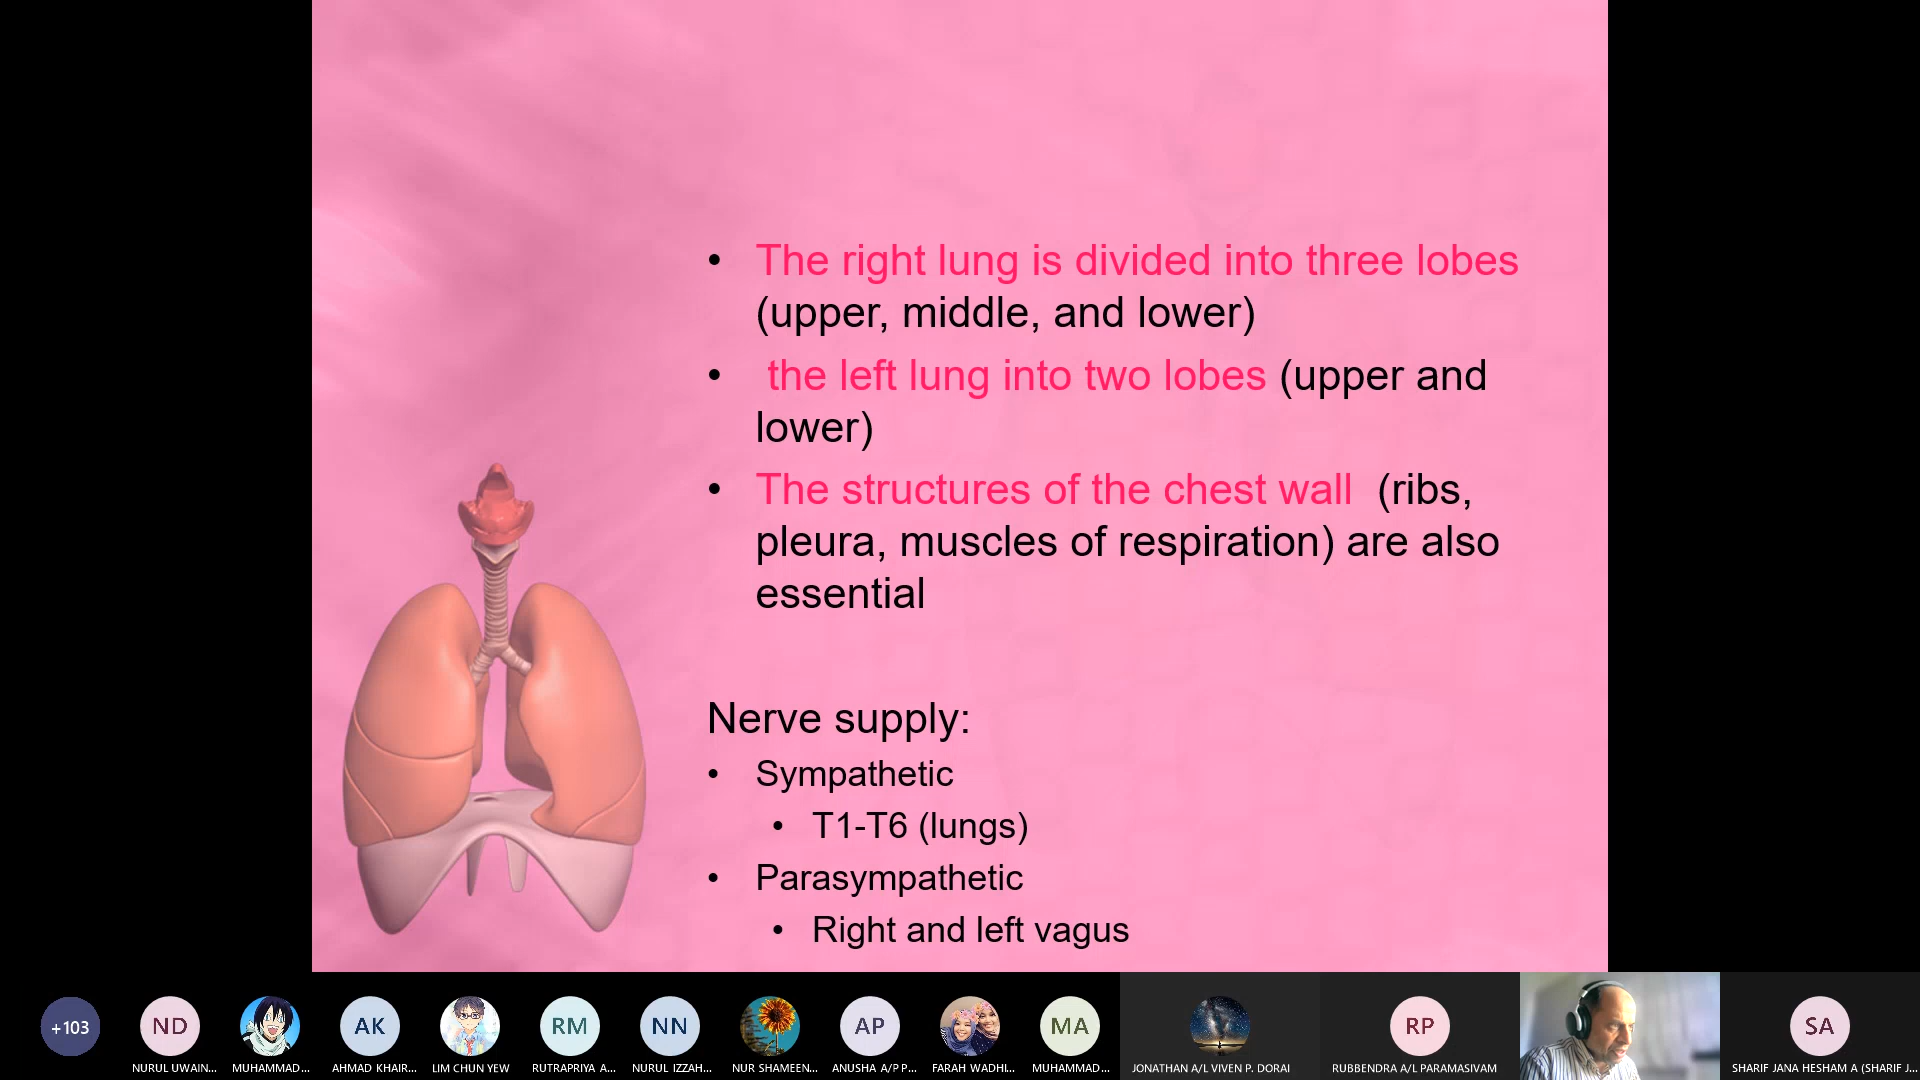 • The right lung is divided into three lobes
(upper, middle, and lower)
• the left lung into two lobes (upper and
lower)
• The structures of the chest wall (ribs,
pleura, muscles of respiration) are also
essential
Nerve supply:
• Sympathetic
• T1-T6 (lungs)
• Parasympathetic
• Right and left vagus
+103
ND
AK
RM
NN
AP
MA
RP
SA
NURUL UWAIN...
MUHAMMAD...
AHMAD KHAIR...
LIM CHUN YEW
RUTRAPRIYA A...
NURUL IZZAH...
NUR SHAMEEN...
ANUSHA A/P P...
FARAH WADHI...
MUHAMMAD...
JONATHAN A/L VIVEN P. DORAI
RUBBENDRA A/L PARAMASIVAM
SHARIF JANA HESHAM A (SHARIF J...